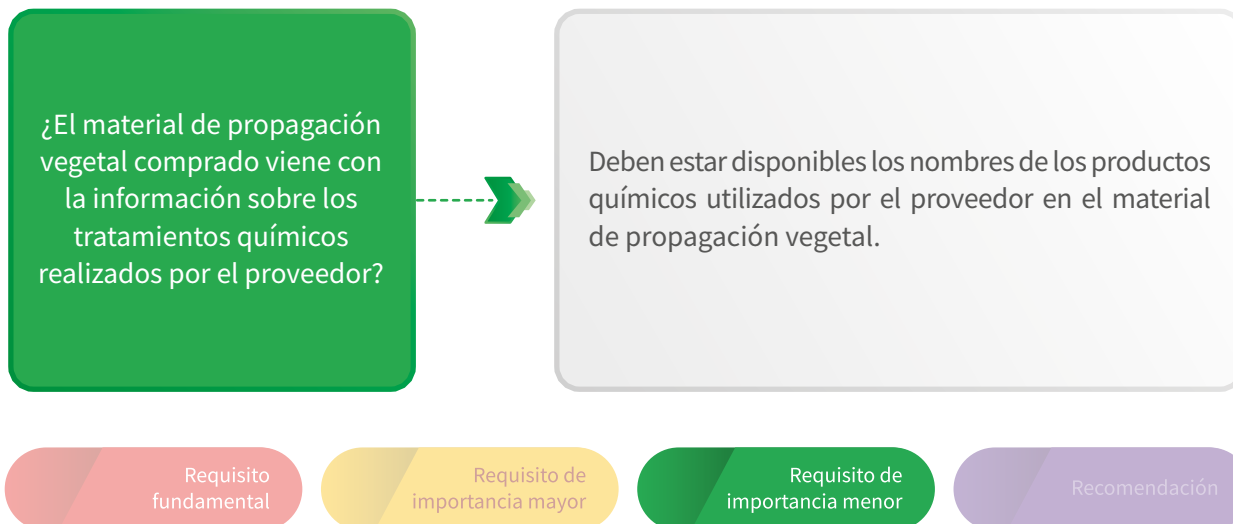 ¿El material de propagación
vegetal comprado viene con
la información sobre los
tratamientos químicos
realizados por el proveedor?
Deben estar disponibles los nombres de los productos
químicos utilizados por el proveedor en el material
de propagación vegetal.
Requisito
fundamental
Requisito de
importancia mayor
Requisito de
importancia menor
Recomendación